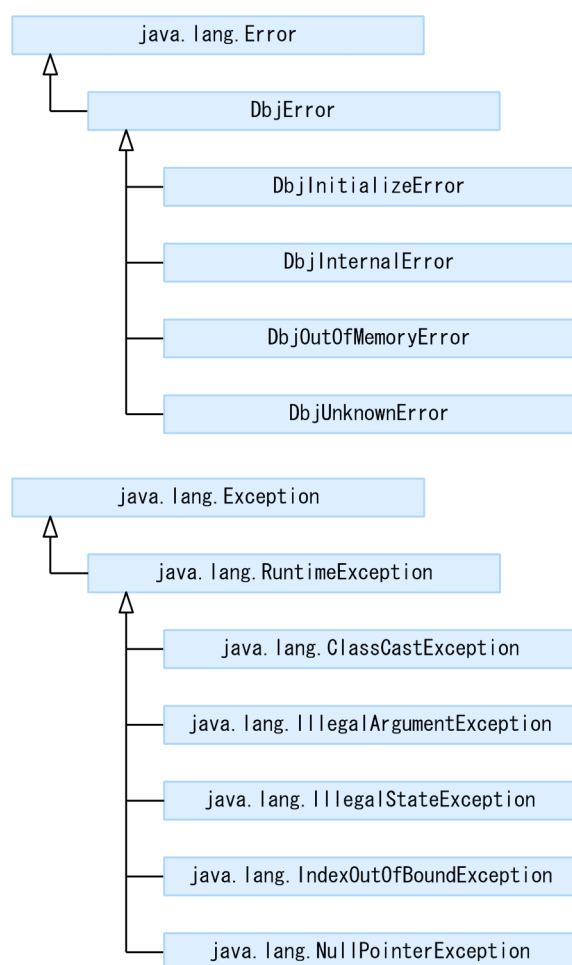 java.lang.Error
DbjError
DbjInitializeError
DbjInternalError
DbjOutOfMemoryError
DbjUnknownError
java.lang.Exception
java.lang.RuntimeException
java.lang.ClassCastException
java.lang.IllegalArgumentException
java.lang.IllegalStateException
java.lang.IndexOutOfBoundException
java.lang.NullPointerException